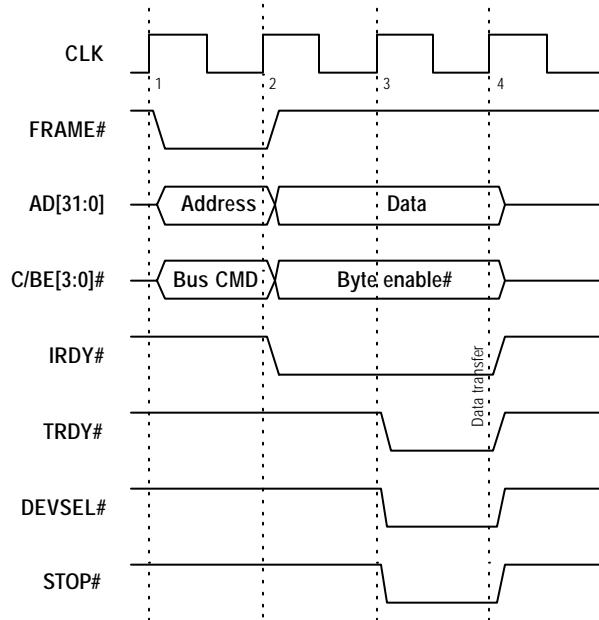 CLK
1 2 3 4
FRAME#
AD[31:0] Address Data
C/BE[3:0]# Bus CMD Byte enable#
IRDY#
Data transfer
TRDY#
DEVSEL#
STOP#